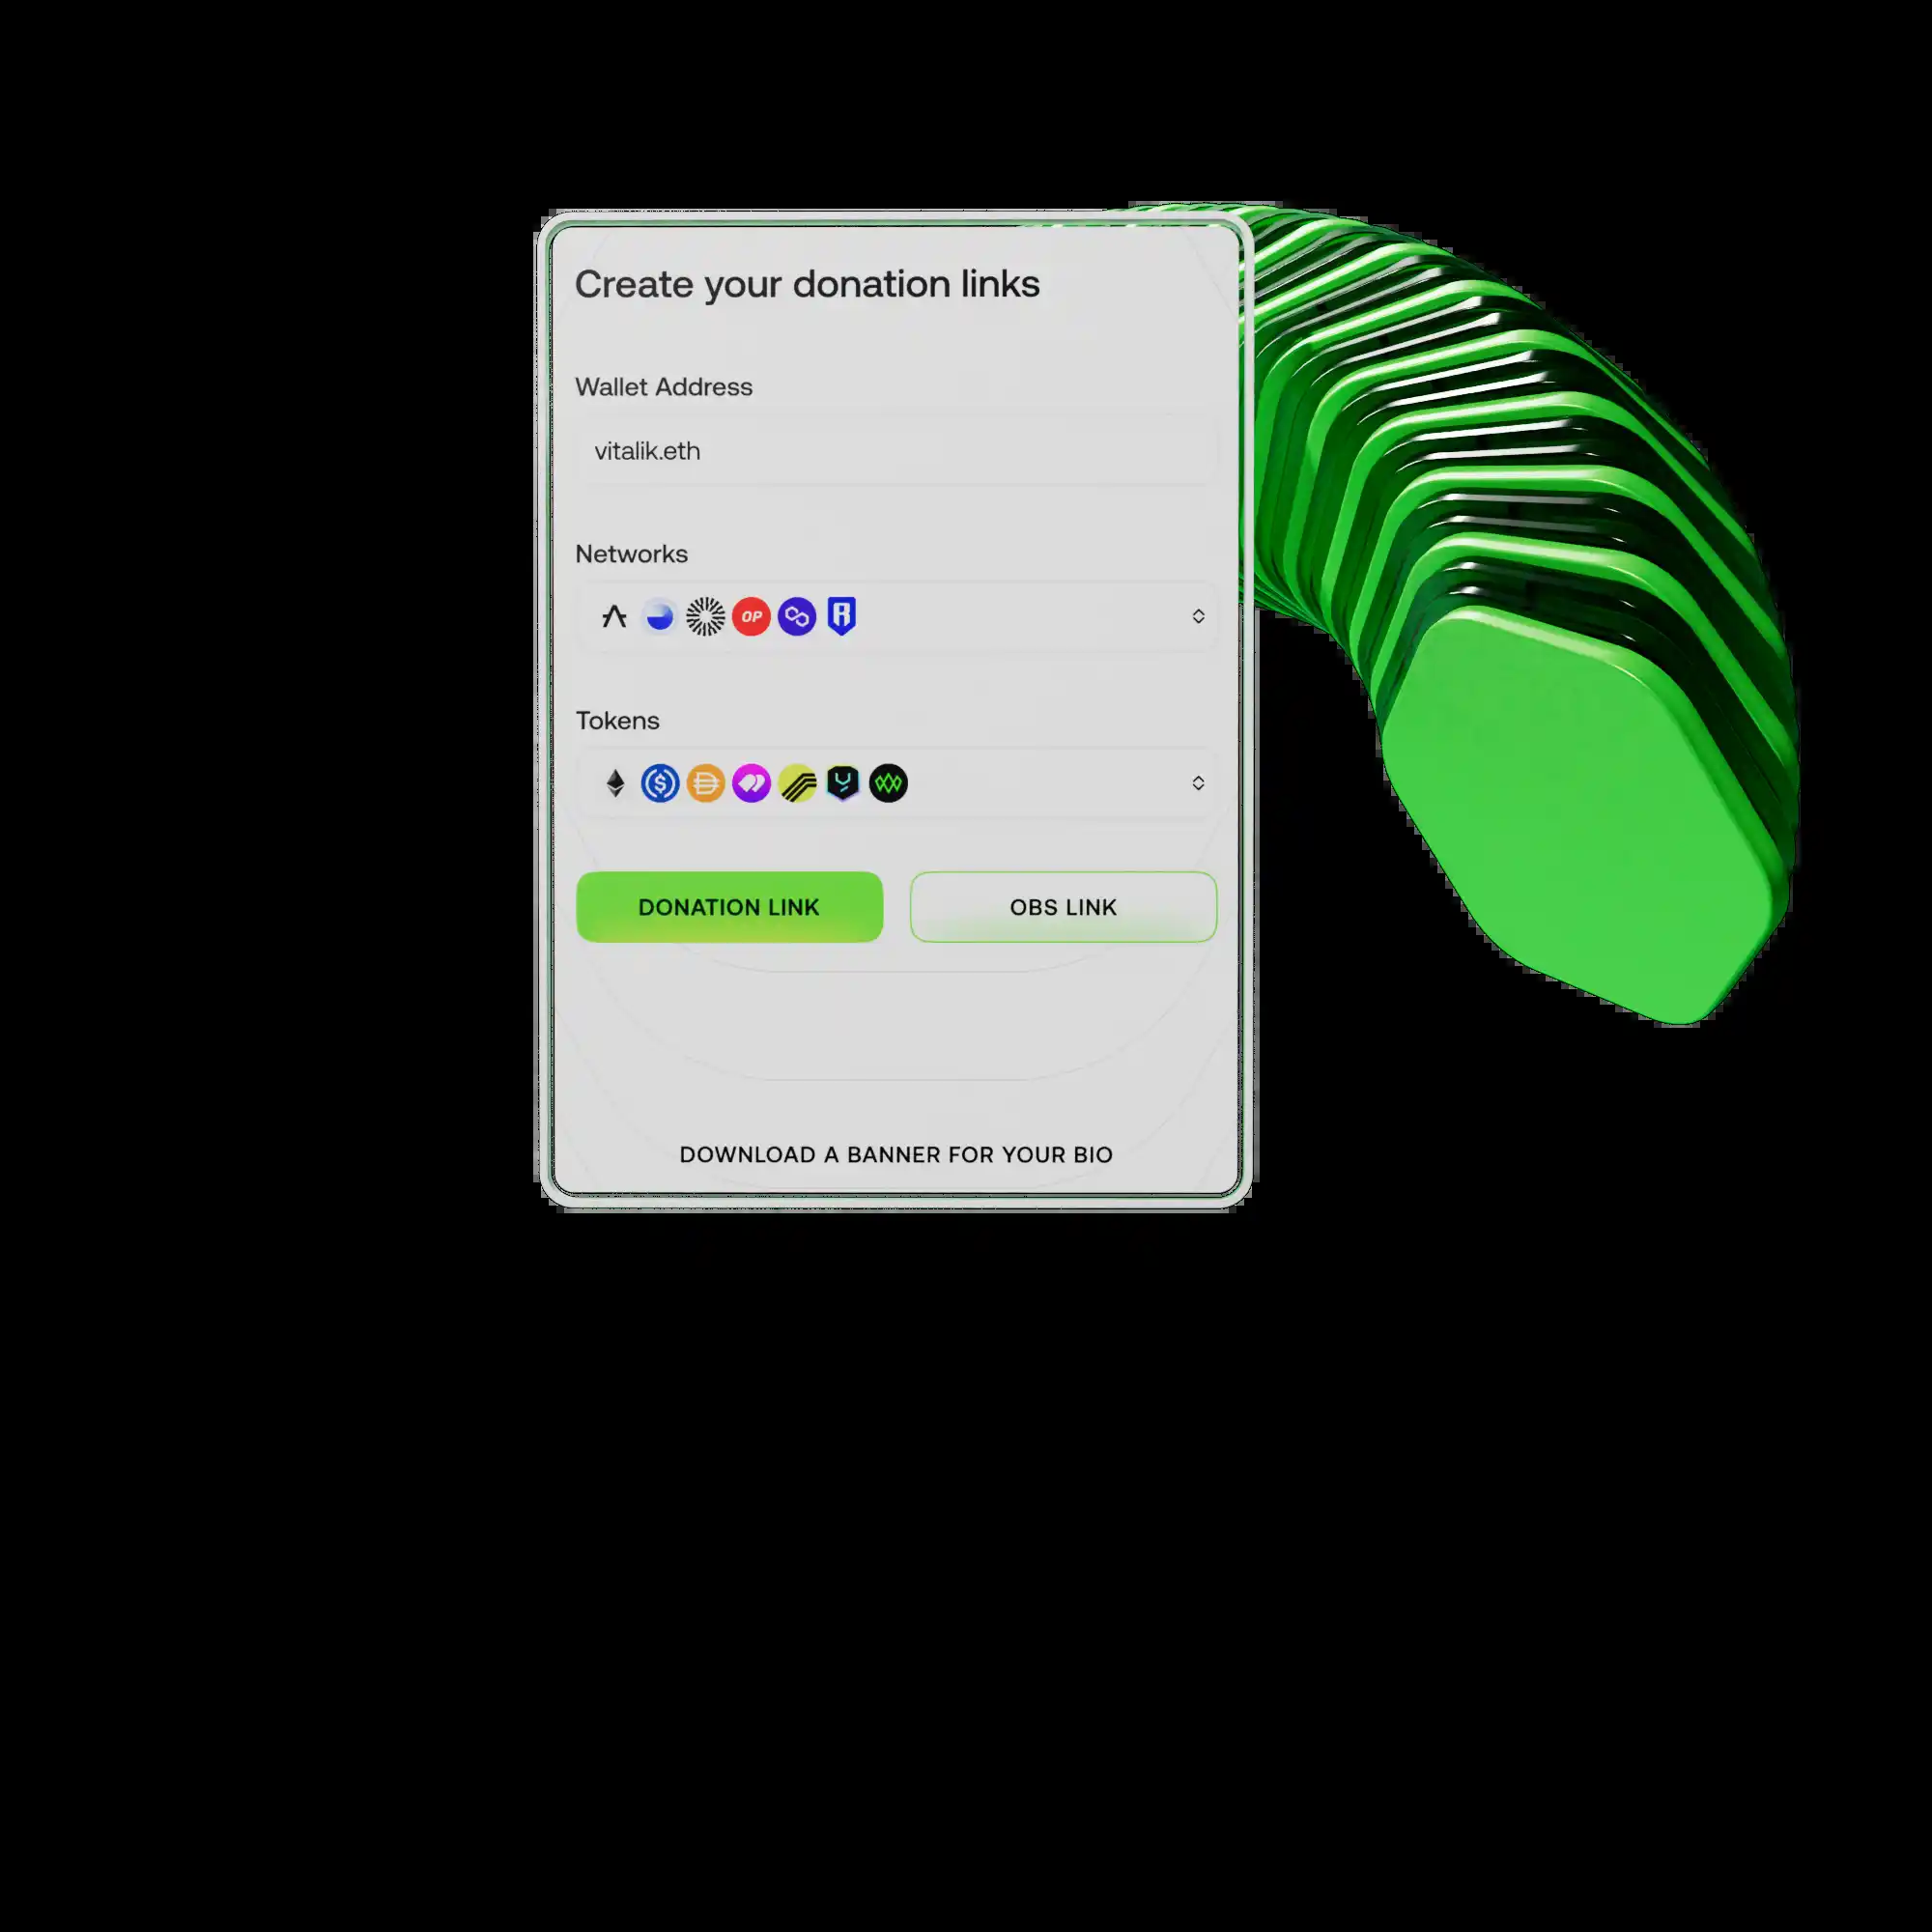 Create your donation links
Wallet Address
vitalik.eth
Networks
OP
Tokens
DONATION LINK
OBS LINK
DOWNLOAD A BANNER FOR YOUR BIO